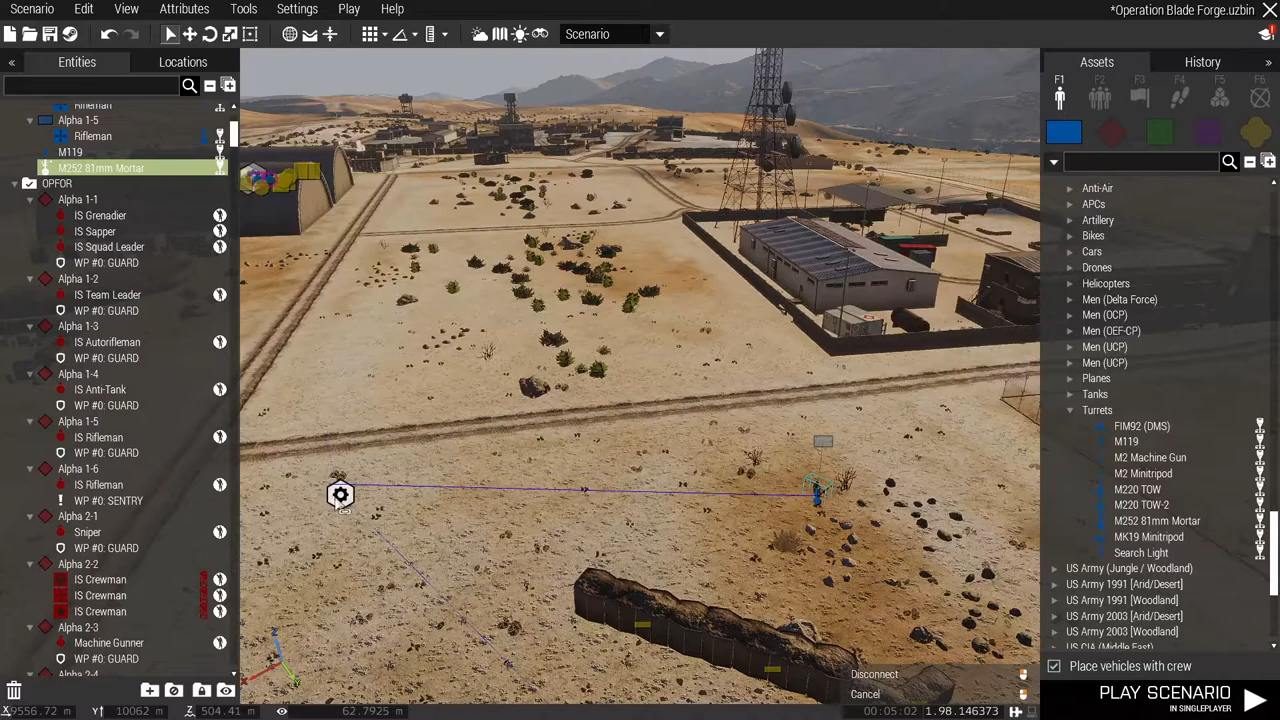 Scenario Edit View Attributes Tools Settings Play Help
*Operation Blade Forge.uzbin
Scenario
Entities Locations
Rifleman
Alpha 1-5
Rifleman
M119
M252 81mm Mortar
OPFOR
Alpha 1-1
IS Grenadier
IS Sapper
IS Squad Leader
WP #0: GUARD
Alpha 1-2
IS Team Leader
WP #0: GUARD
Alpha 1-3
IS Autorifleman
WP #0: GUARD
Alpha 1-4
IS Anti-Tank
WP #0: GUARD
Alpha 1-5
IS Rifleman
WP #0: GUARD
Alpha 1-6
IS Rifleman
WP #0: SENTRY
Alpha 2-1
Sniper
WP #0: GUARD
Alpha 2-2
IS Crewman
IS Crewman
IS Crewman
Alpha 2-3
Machine Gunner
WP #0: GUARD
Alpha 2-4
Z
X
Y
Disconnect
Cancel
Assets History
F1 F2 F3 F4 F5 F6
Anti-Air
APCs
Artillery
Bikes
Cars
Drones
Helicopters
Men (Delta Force)
Men (OCP)
Men (OEF-CP)
Men (UCP)
Men (UCP)
Planes
Tanks
Turrets
FIM92 (DMS)
M119
M2 Machine Gun
M2 Minitripod
M220 TOW
M220 TOW-2
M252 81mm Mortar
MK19 Minitripod
Search Light
US Army (Jungle / Woodland)
US Army 1991 [Arid/Desert]
US Army 1991 [Woodland]
US Army 2003 [Arid/Desert]
US Army 2003 [Woodland]
US CIA (Middle East)
Place vehicles with crew
PLAY SCENARIO
IN SINGLEPLAYER
X 9556.72 m Y 10062 m Z 504.41 m 62.7925 m 00:05:02 1.98.146373